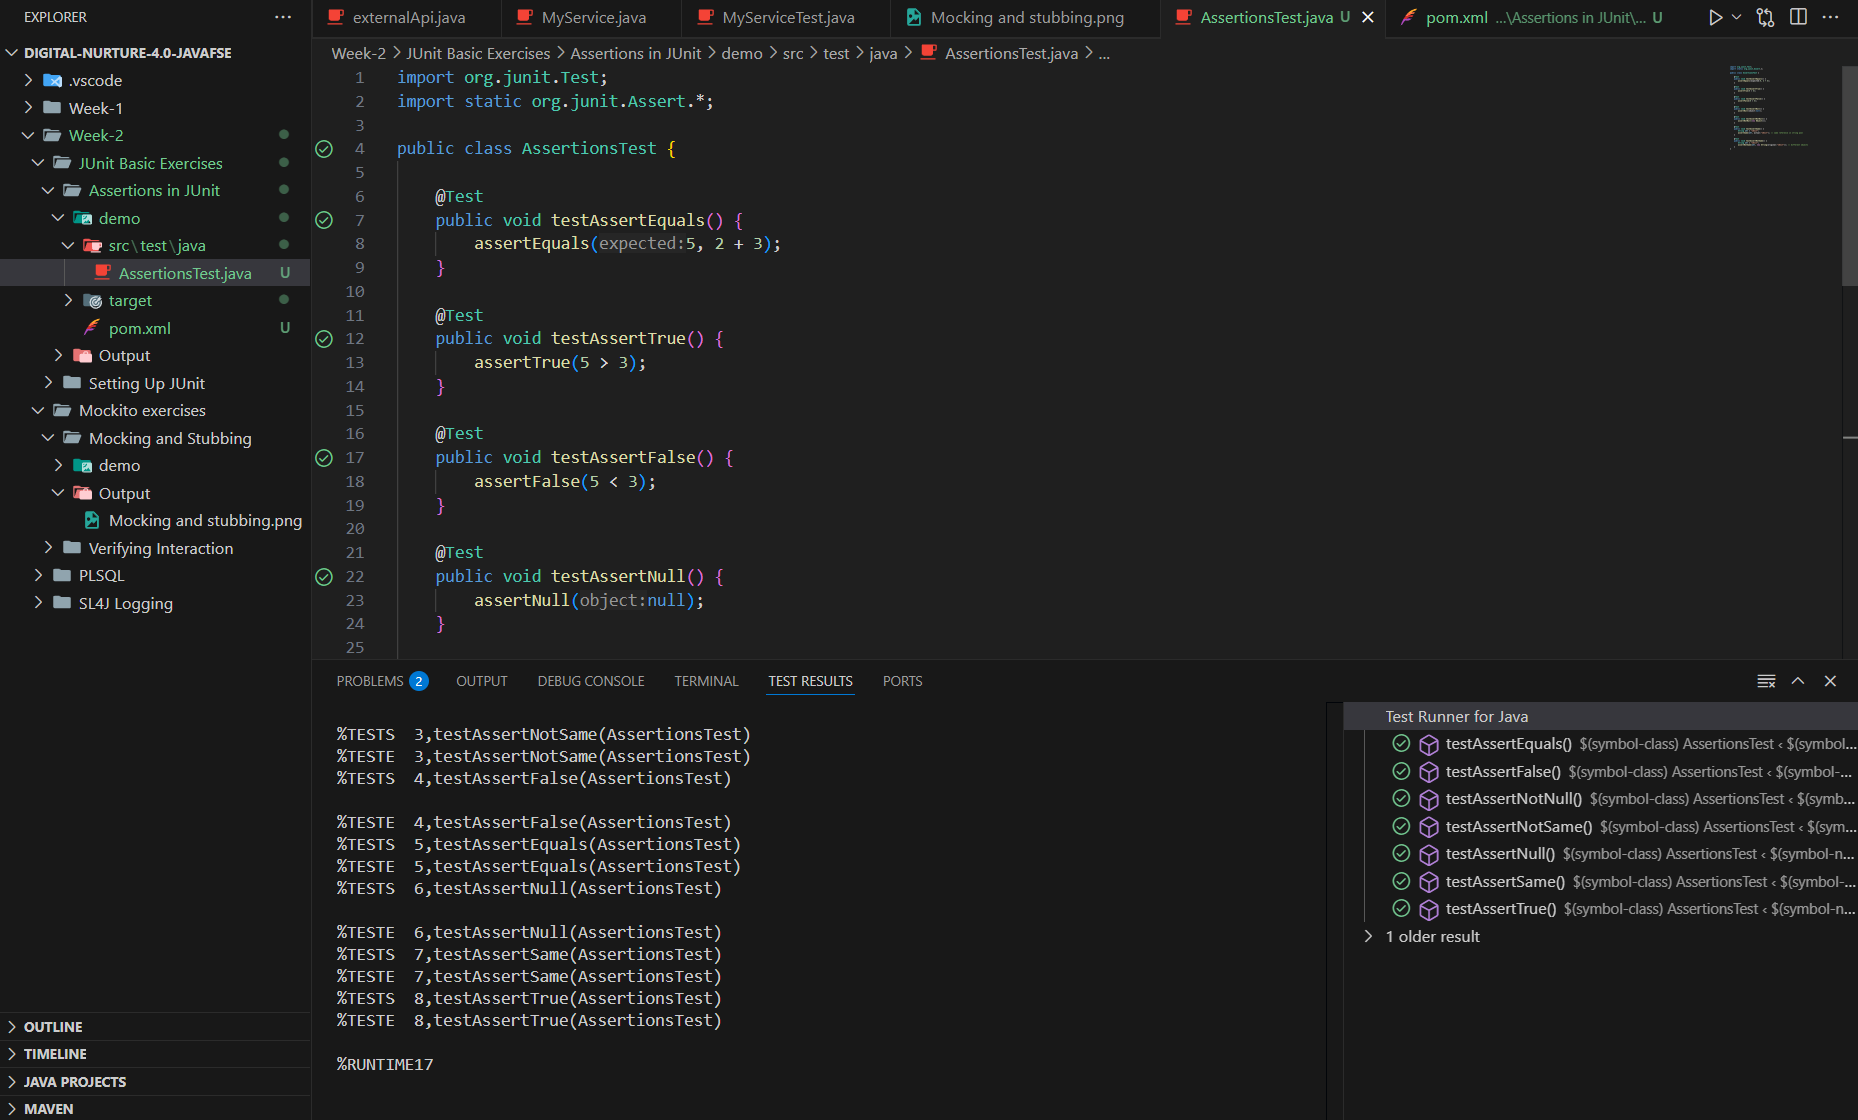 EXPLORER
DIGITAL-NURTURE-4.0-JAVAFSE
.vscode
Week-1
Week-2
JUnit Basic Exercises
Assertions in JUnit
demo
src\test\java
AssertionsTest.java U
target
pom.xml U
Output
Setting Up JUnit
Mockito exercises
Mocking and Stubbing
demo
Output
Mocking and stubbing.png
Verifying Interaction
PLSQL
SL4J Logging
OUTLINE
TIMELINE
JAVA PROJECTS
MAVEN
externalApi.java MyService.java MyServiceTest.java Mocking and stubbing.png AssertionsTest.java U pom.xml ...\Assertions in JUnit\... U
Week-2 > JUnit Basic Exercises > Assertions in JUnit > demo > src > test > java > AssertionsTest.java > ...
1 import org.junit.Test;
2 import static org.junit.Assert.*;
3
4 public class AssertionsTest {
5
6 @Test
7 public void testAssertEquals() {
8 assertEquals(expected:5, 2 + 3);
9 }
10
11 @Test
12 public void testAssertTrue() {
13 assertTrue(5 > 3);
14 }
15
16 @Test
17 public void testAssertFalse() {
18 assertFalse(5 < 3);
19 }
20
21 @Test
22 public void testAssertNull() {
23 assertNull(object:null);
24 }
25
PROBLEMS 2 OUTPUT DEBUG CONSOLE TERMINAL TEST RESULTS PORTS
%TESTS 3,testAssertNotSame(AssertionsTest)
%TESTE 3,testAssertNotSame(AssertionsTest)
%TESTS 4,testAssertFalse(AssertionsTest)
%TESTE 4,testAssertFalse(AssertionsTest)
%TESTS 5,testAssertEquals(AssertionsTest)
%TESTE 5,testAssertEquals(AssertionsTest)
%TESTS 6,testAssertNull(AssertionsTest)
%TESTE 6,testAssertNull(AssertionsTest)
%TESTS 7,testAssertSame(AssertionsTest)
%TESTE 7,testAssertSame(AssertionsTest)
%TESTS 8,testAssertTrue(AssertionsTest)
%TESTE 8,testAssertTrue(AssertionsTest)
%RUNTIME17
Test Runner for Java
testAssertEquals() $(symbol-class) AssertionsTest ‹ $(symbol...
testAssertFalse() $(symbol-class) AssertionsTest ‹ $(symbol-...
testAssertNotNull() $(symbol-class) AssertionsTest ‹ $(symb...
testAssertNotSame() $(symbol-class) AssertionsTest ‹ $(sym...
testAssertNull() $(symbol-class) AssertionsTest ‹ $(symbol-n...
testAssertSame() $(symbol-class) AssertionsTest ‹ $(symbol-...
testAssertTrue() $(symbol-class) AssertionsTest ‹ $(symbol-n...
1 older result